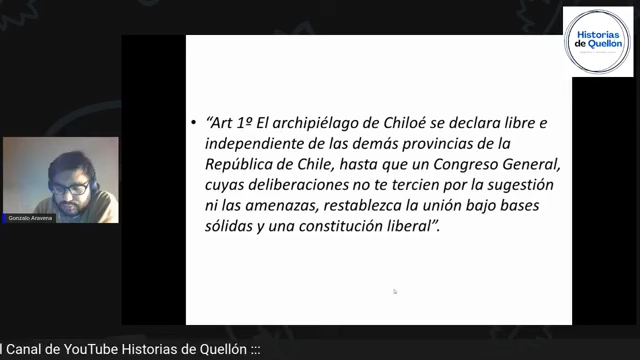 Historias
de Quellón
• “Art 1º El archipiélago de Chiloé se declara libre e
independiente de las demás provincias de la
República de Chile, hasta que un Congreso General,
cuyas deliberaciones no te tercien por la sugestión
ni las amenazas, restablezca la unión bajo bases
sólidas y una constitución liberal”.
Gonzalo Aravena
l Canal de YouTube Historias de Quellón :::